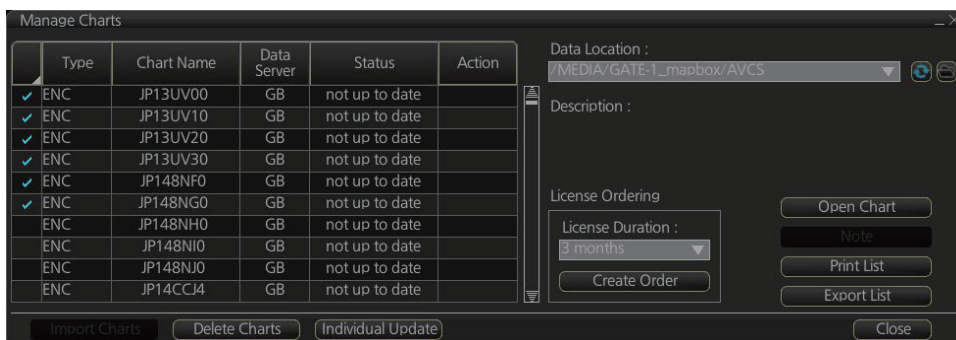 Manage Charts
Type Chart Name Data Server Status Action
ENC JP13UV00 GB not up to date
ENC JP13UV10 GB not up to date
ENC JP13UV20 GB not up to date
ENC JP13UV30 GB not up to date
ENC JP148NF0 GB not up to date
ENC JP148NG0 GB not up to date
ENC JP148NH0 GB not up to date
ENC JP148NI0 GB not up to date
ENC JP148NJ0 GB not up to date
ENC JP14CCJ4 GB not up to date
Data Location :
/MEDIA/GATE-1_mapbox/AVCS
Description :
License Ordering
License Duration :
3 months
Create Order
Open Chart
Note
Print List
Export List
Import Charts Delete Charts Individual Update Close